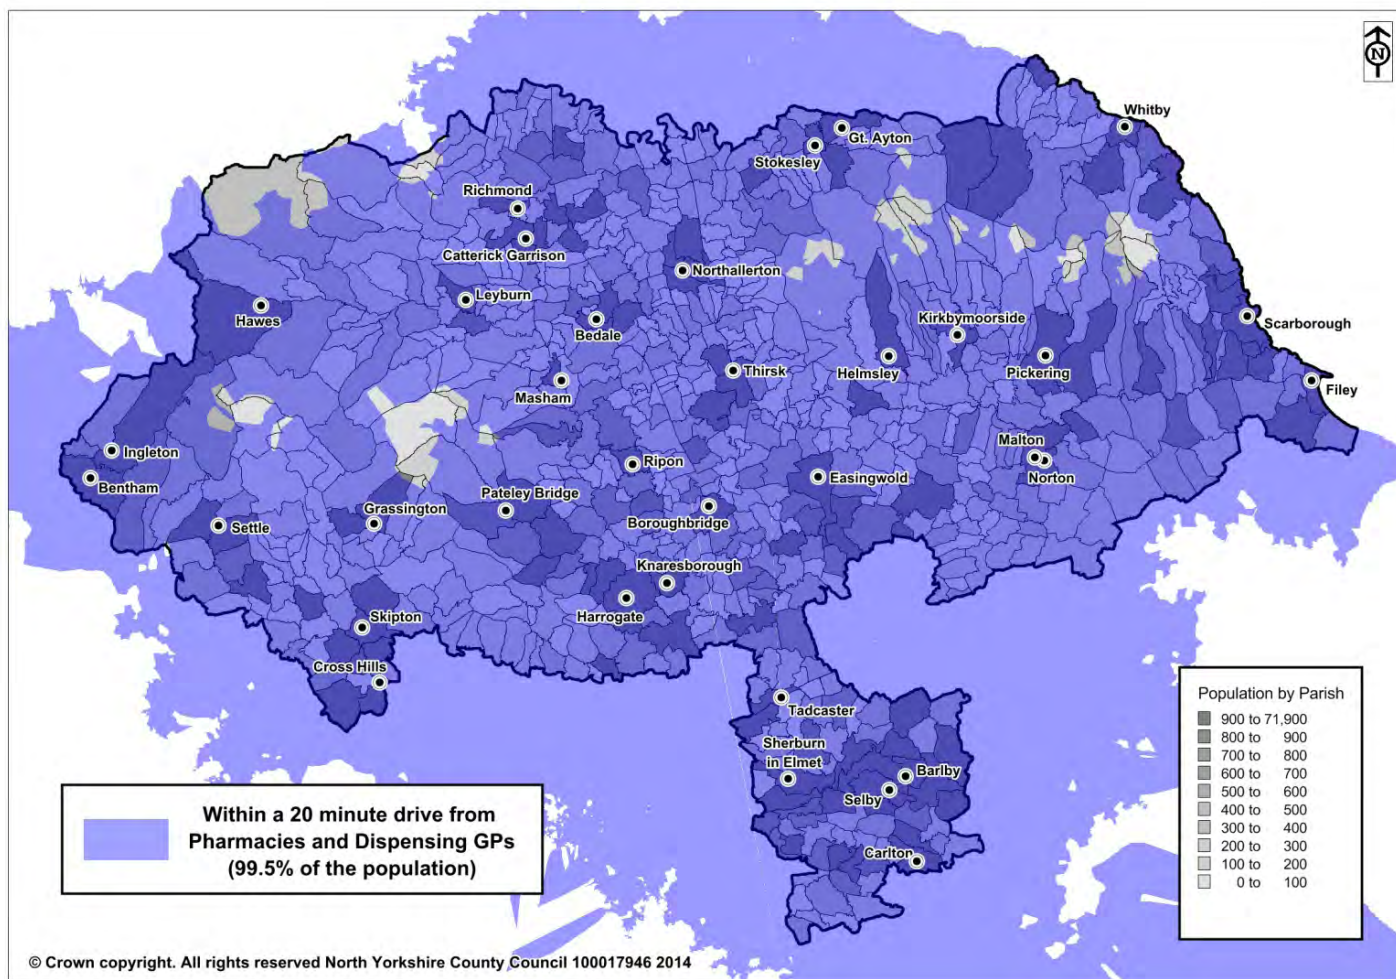 N
Whitby
Gt. Ayton
Stokesley
Richmond
Catterick Garrison
Northallerton
Leyburn
Hawes
Bedale
Kirkbymoorside
Scarborough
Thirsk
Helmsley
Pickering
Masham
Filey
Ingleton
Malton
Ripon
Norton
Bentham
Easingwold
Pateley Bridge
Grassington
Settle
Boroughbridge
Knaresborough
Harrogate
Skipton
Cross Hills
Tadcaster
Sherburn
in Elmet
Barlby
Selby
Carlton
Population by Parish
900 to 71,900
800 to 900
700 to 800
600 to 700
500 to 600
400 to 500
300 to 400
200 to 300
100 to 200
0 to 100
Within a 20 minute drive from
Pharmacies and Dispensing GPs
(99.5% of the population)
© Crown copyright. All rights reserved North Yorkshire County Council 100017946 2014